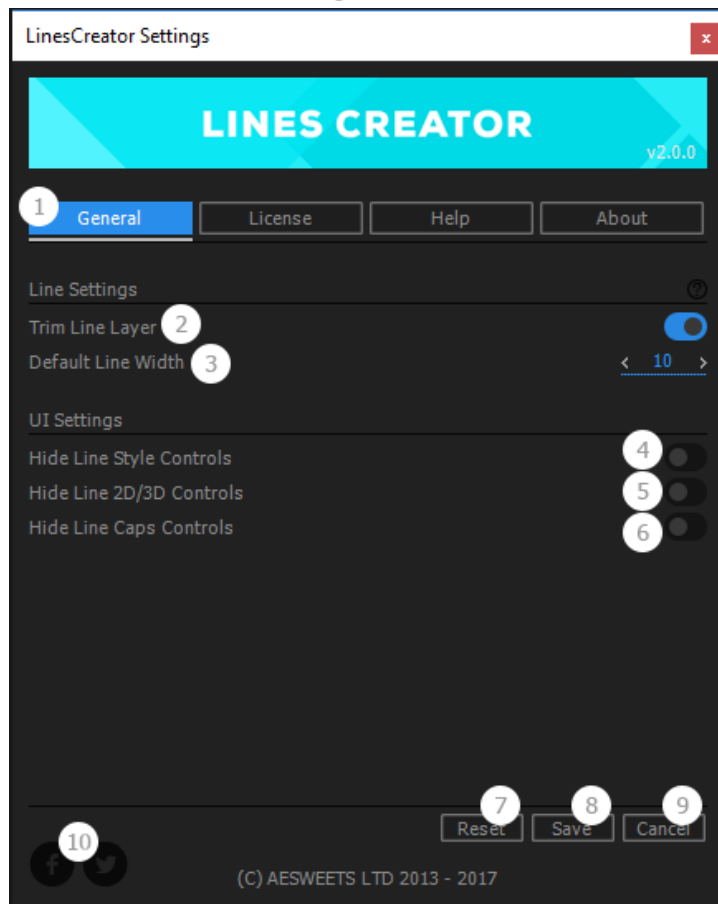 LinesCreator Settings x
LINES CREATOR
v2.0.0
1 General License Help About
Line Settings ?
Trim Line Layer 2
Default Line Width 3 < 10 >
UI Settings
Hide Line Style Controls 4
Hide Line 2D/3D Controls 5
Hide Line Caps Controls 6
7 8 9
Reset Save Cancel
10
f
(C) AESWEETS LTD 2013 - 2017